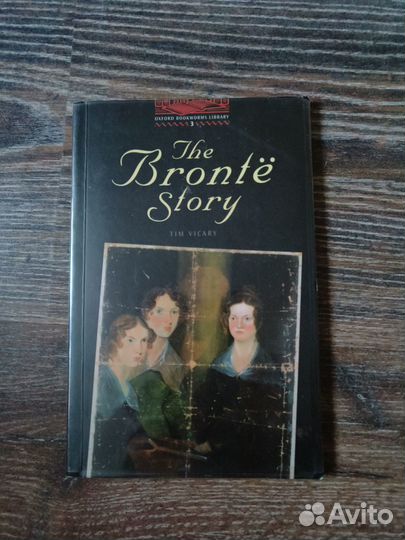 OXFORD BOOKWORMS LIBRARY
3
The
Brontë
Story
TIM VICARY
Avito